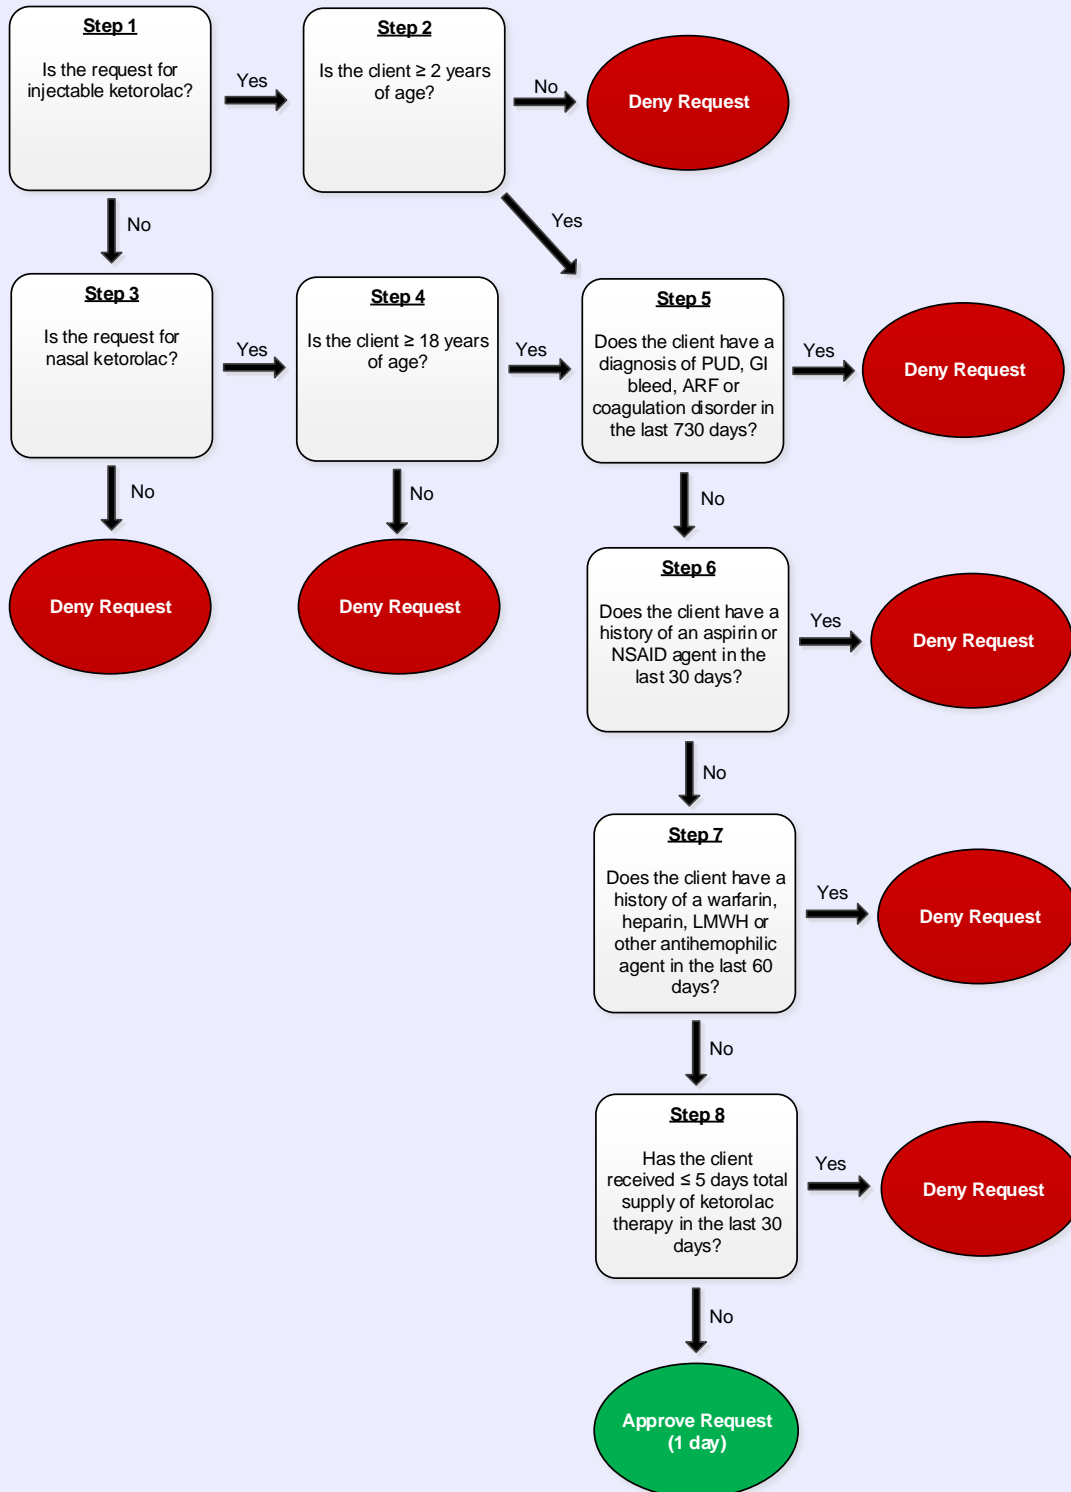 Step 1
Is the request for
injectable ketorolac?
Yes
Step 2
Is the client ≥ 2 years
of age?
No
Deny Request
No
Yes
Step 3
Is the request for
nasal ketorolac?
Yes
Step 4
Is the client ≥ 18 years
of age?
Yes
Step 5
Does the client have a
diagnosis of PUD, GI
bleed, ARF or
coagulation disorder in
the last 730 days?
Yes
Deny Request
No
No
No
Deny Request
Deny Request
Step 6
Does the client have a
history of an aspirin or
NSAID agent in the
last 30 days?
Yes
Deny Request
No
Step 7
Does the client have a
history of a warfarin,
heparin, LMWH or
other antihemophilic
agent in the last 60
days?
Yes
Deny Request
No
Step 8
Has the client
received ≤ 5 days total
supply of ketorolac
therapy in the last 30
days?
Yes
Deny Request
No
Approve Request
(1 day)